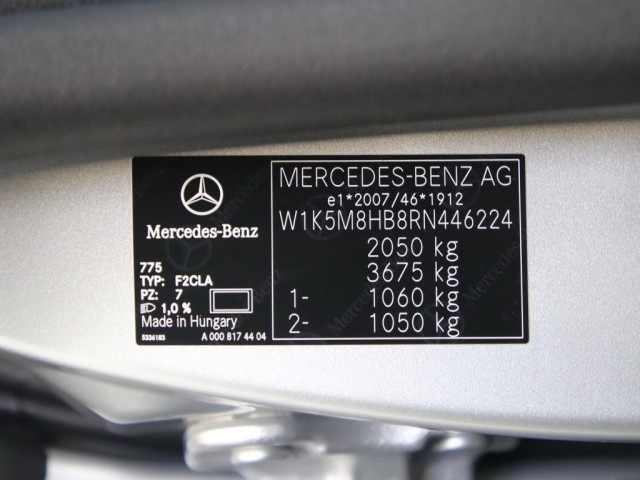 Mercedes-Benz
775
TYP: F2CLA
PZ: 7
1,0 %
Made in Hungary
5336183
A 000 817 44 04
MERCEDES-BENZ AG
e1*2007/46*1912
W1K5M8HB8RN446224
2050 kg
3675 kg
1- 1060 kg
2- 1050 kg